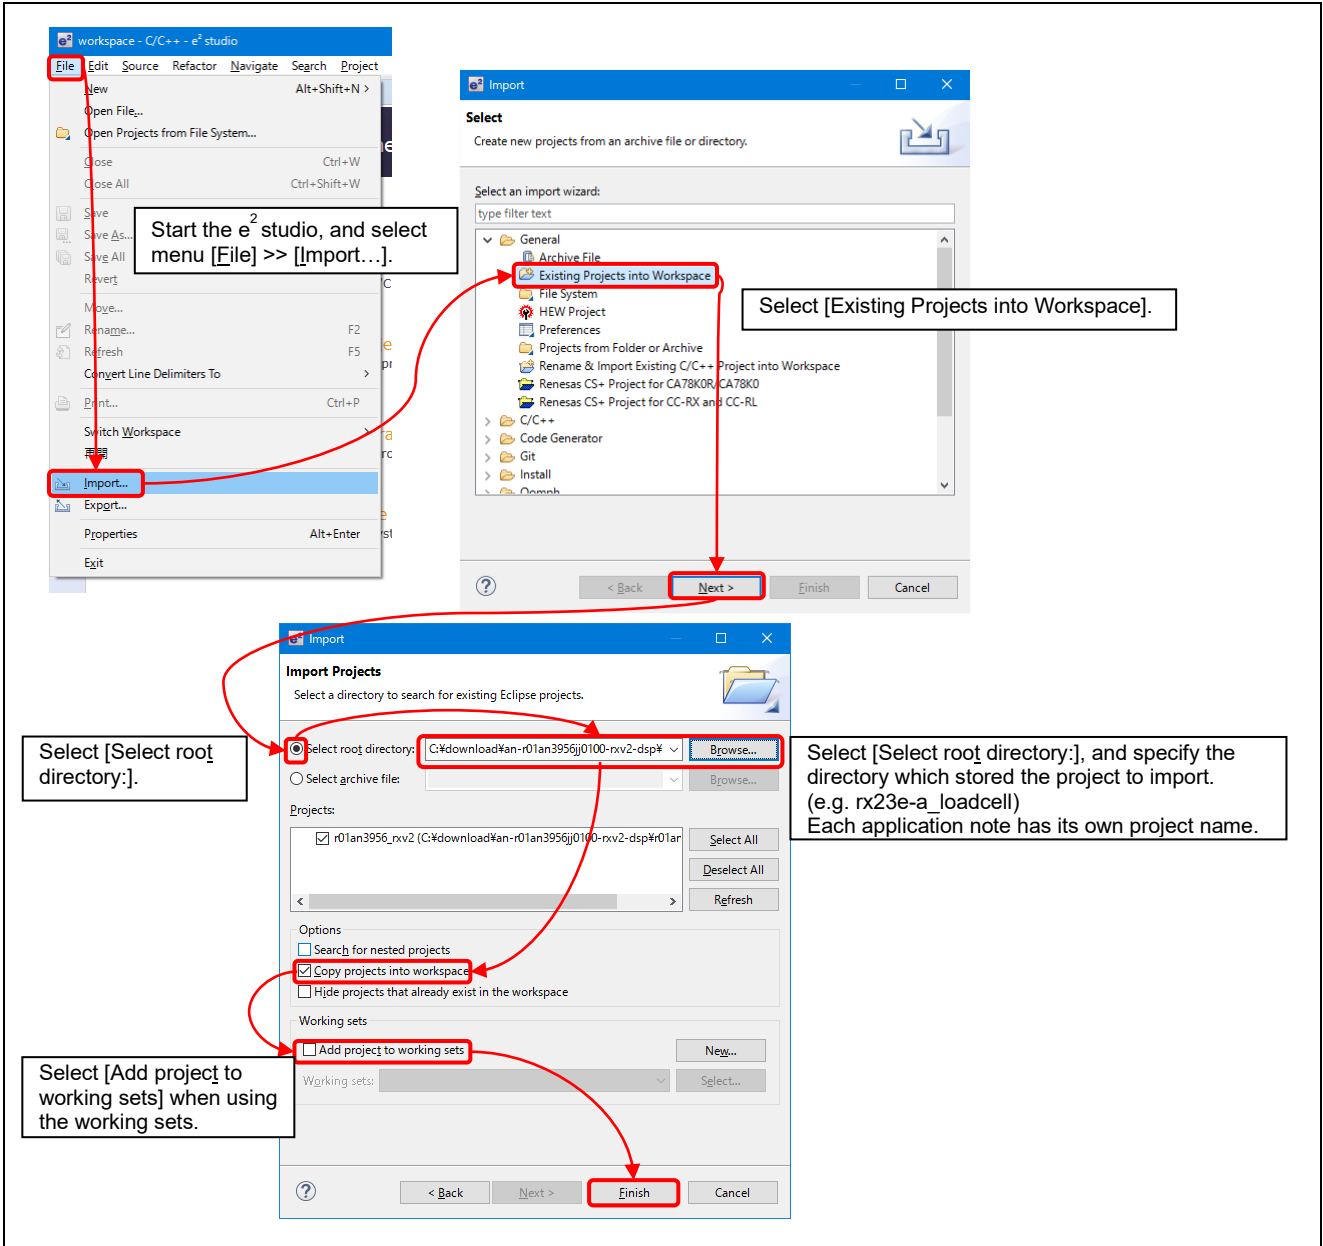 workspace - C/C++ - e² studio
File Edit Source Refactor Navigate Search Project
New Alt+Shift+N >
Open File...
Open Projects from File System...
Close Ctrl+W
Close All Ctrl+Shift+W
Save
Save As...
Save All
Revert
Move...
Rename... F2
Refresh F5
Convert Line Delimiters To >
Print... Ctrl+P
Switch Workspace >
再開
Import...
Export...
Properties Alt+Enter
Exit
Start the e² studio, and select
menu [File] >> [Import…].
Import
Select
Create new projects from an archive file or directory.
Select an import wizard:
type filter text
General
Archive File
Existing Projects into Workspace
File System
HEW Project
Preferences
Projects from Folder or Archive
Rename & Import Existing C/C++ Project into Workspace
Renesas CS+ Project for CA78K0R/CA78K0
Renesas CS+ Project for CC-RX and CC-RL
C/C++
Code Generator
Git
Install
Oomph
< Back Next > Finish Cancel
Select [Existing Projects into Workspace].
Import
Import Projects
Select a directory to search for existing Eclipse projects.
Select root directory: C:¥download¥an-r01an3956jj0100-rxv2-dsp¥ Browse...
Select archive file: Browse...
Projects:
r01an3956_rxv2 (C:¥download¥an-r01an3956jj0100-rxv2-dsp¥r01an
Select All
Deselect All
Refresh
Options
Search for nested projects
Copy projects into workspace
Hide projects that already exist in the workspace
Working sets
Add project to working sets New...
Working sets: Select...
< Back Next > Finish Cancel
Select [Select root
directory:].
Select [Select root directory:], and specify the
directory which stored the project to import.
(e.g. rx23e-a_loadcell)
Each application note has its own project name.
Select [Add project to
working sets] when using
the working sets.